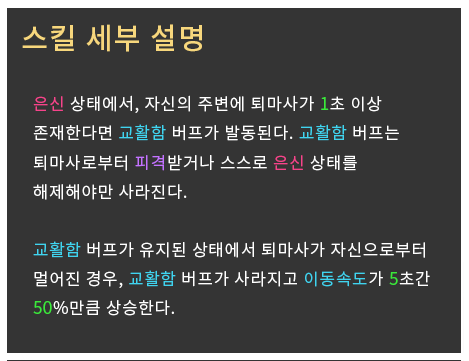 스킬 세부 설명
은신 상태에서, 자신의 주변에 퇴마사가 1초 이상
존재한다면 교활함 버프가 발동된다. 교활함 버프는
퇴마사로부터 피격받거나 스스로 은신 상태를
해제해야만 사라진다.
교활함 버프가 유지된 상태에서 퇴마사가 자신으로부터
멀어진 경우, 교활함 버프가 사라지고 이동속도가 5초간
50%만큼 상승한다.